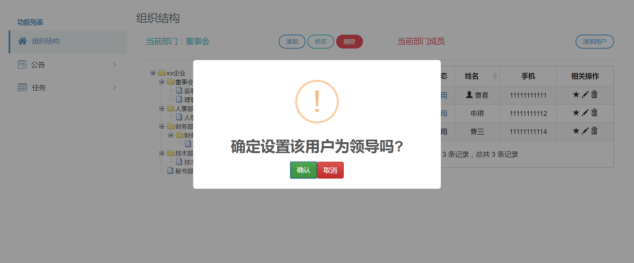 功能列表
组织结构
公告
任务
组织结构
当前部门：董事会
添加
修改
删除
当前部门成员
添加用户
xx企业
董事会
人事部
财务部
技术部
秘书部
姓名
手机
相关操作
曹春
11111111111
申琳
11111111112
曹三
11111111114
3 条记录，总共 3 条记录
确定设置该用户为领导吗?
确认
取消